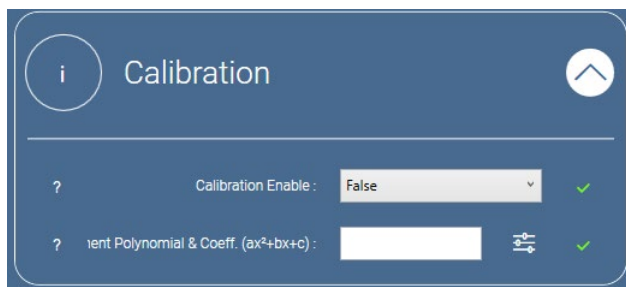 i
Calibration
? Calibration Enable : False
? nent Polynomial & Coeff. (ax²+bx+c) :